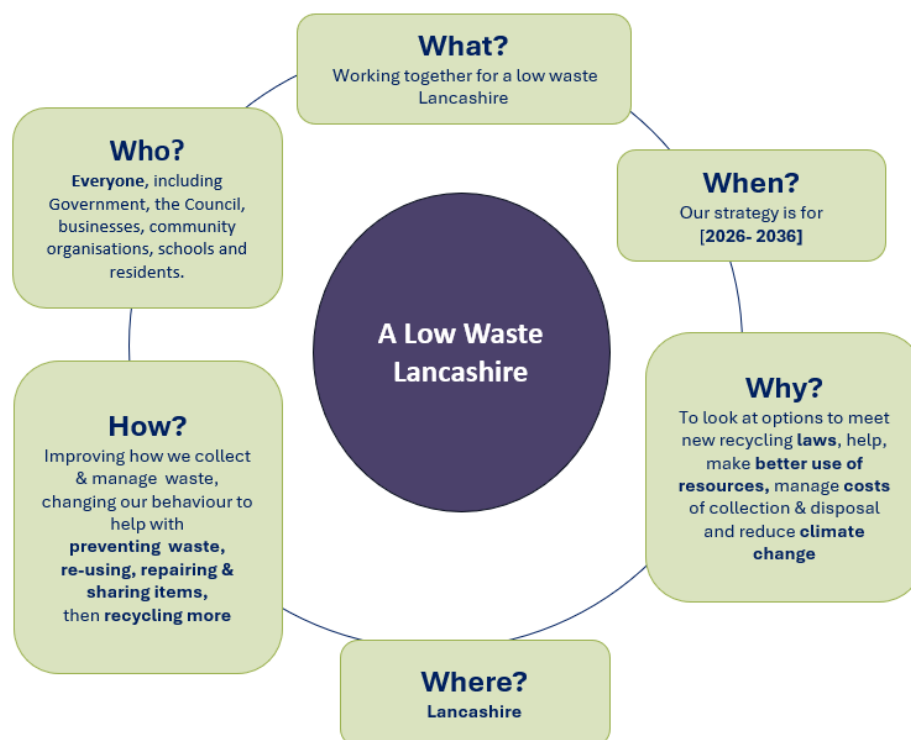 What?
Working together for a low waste
Lancashire
When?
Our strategy is for
[2026- 2036]
Why?
To look at options to meet
new recycling laws, help,
make better use of
resources, manage costs
of collection & disposal
and reduce climate
change
Where?
Lancashire
How?
Improving how we collect
& manage waste,
changing our behaviour to
help with
preventing waste,
re-using, repairing &
sharing items,
then recycling more
Who?
Everyone, including
Government, the Council,
businesses, community
organisations, schools and
residents.
A Low Waste
Lancashire